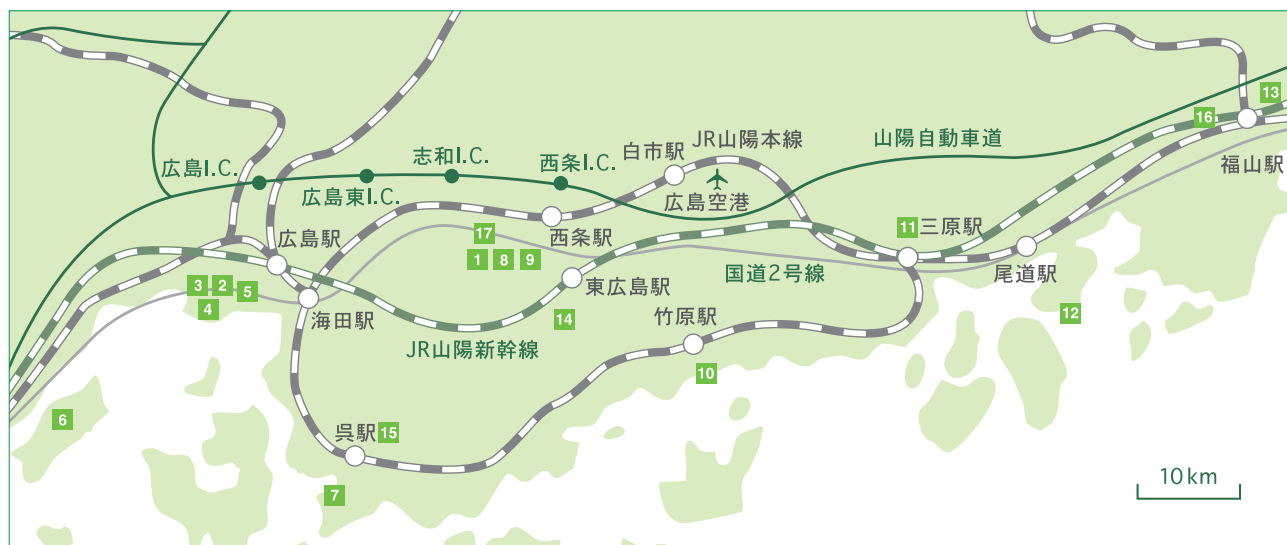 13
16
山陽自動車道
JR山陽本線
白市駅
志和I.C.
西条I.C.
広島I.C.
広島東I.C.
広島空港
福山駅
17
西条駅
11 三原駅
広島駅
1 8 9
尾道駅
3 2 5
4
東広島駅
国道2号線
海田駅
14
竹原駅
12
JR山陽新幹線
10
6
呉駅 15
7
10km